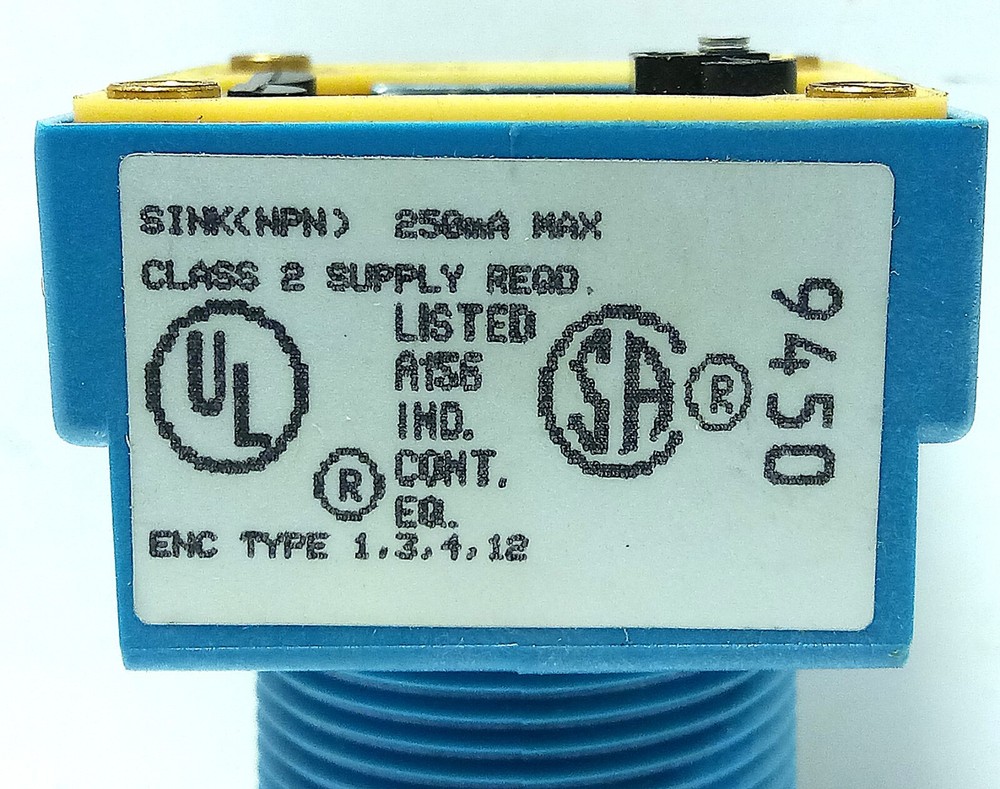 SINK(NPN) 250mA MAX
CLASS 2 SUPPLY REQD.
UL
®
LISTED
A156
IND.
CONT.
EQ.
SA ®
9450
ENC TYPE 1,3,4,12